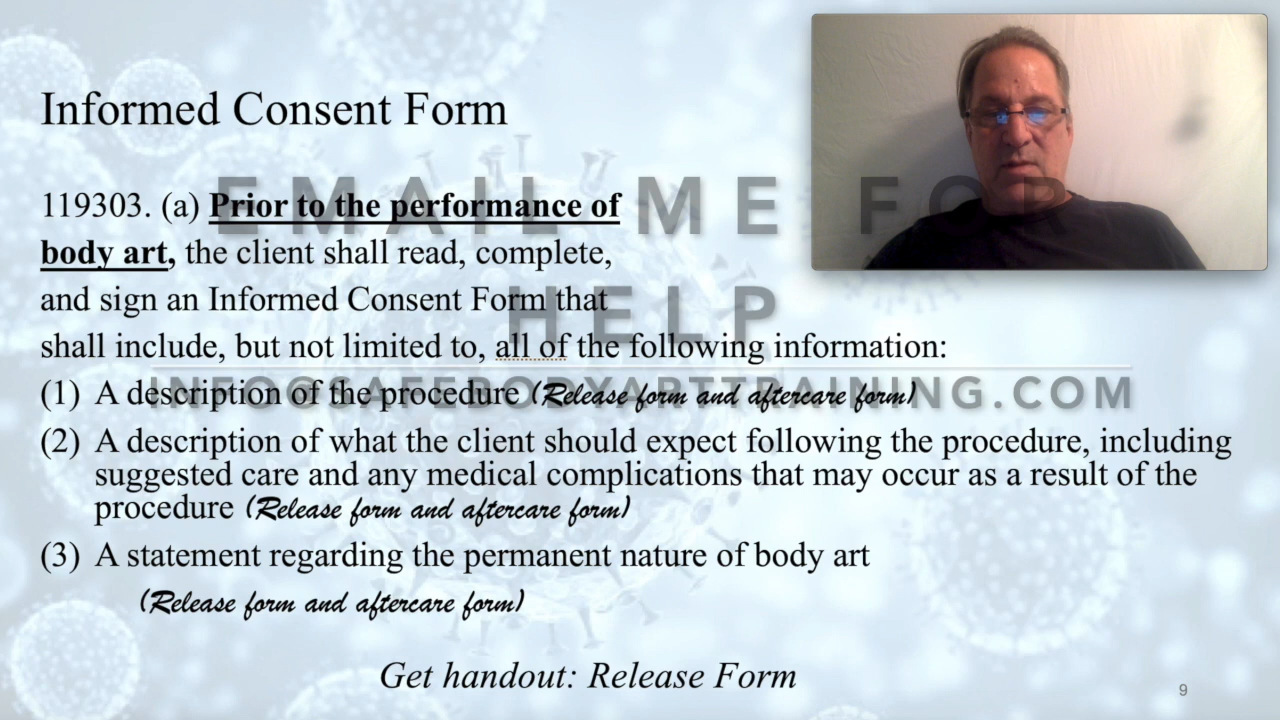 Informed Consent Form
119303. (a) Prior to the performance of
body art, the client shall read, complete,
and sign an Informed Consent Form that
shall include, but not limited to, all of the following information:
(1) A description of the procedure (Release form and aftercare form)
(2) A description of what the client should expect following the procedure, including
suggested care and any medical complications that may occur as a result of the
procedure (Release form and aftercare form)
(3) A statement regarding the permanent nature of body art
(Release form and aftercare form)
Get handout: Release Form
9
EMAIL ME FOR
HELP
INFO@SAFEBODYARTTRAINING.COM